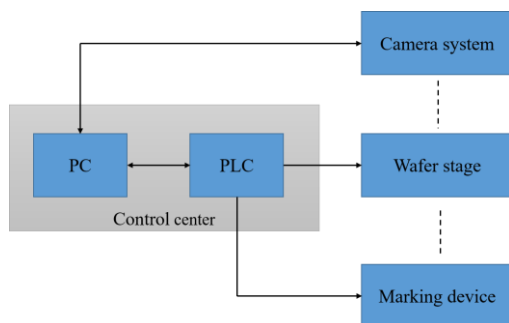 Camera system
PC
PLC
Wafer stage
Control center
Marking device